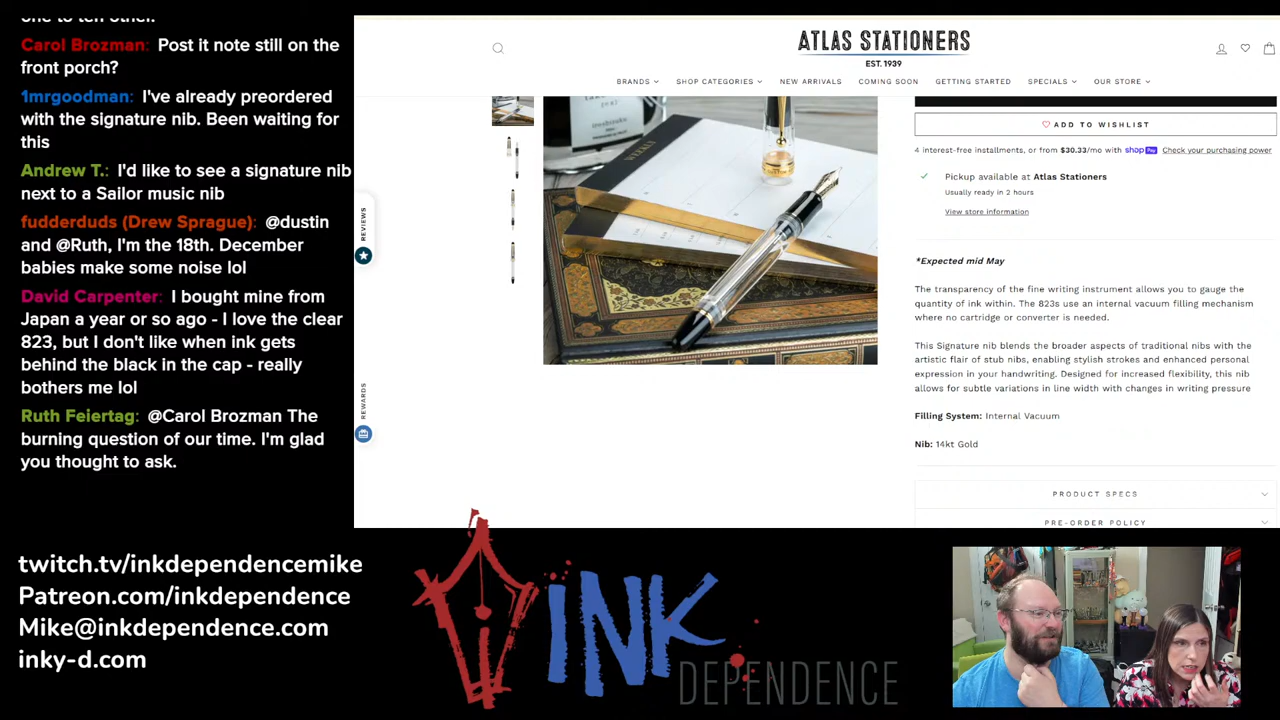 one to ten other.
Carol Brozman: Post it note still on the
front porch?
1mrgoodman: I've already preordered
with the signature nib. Been waiting for
this
Andrew T.: I'd like to see a signature nib
next to a Sailor music nib
fudderduds (Drew Sprague): @dustin
and @Ruth, I'm the 18th. December
babies make some noise lol
David Carpenter: I bought mine from
Japan a year or so ago - I love the clear
823, but I don't like when ink gets
behind the black in the cap - really
bothers me lol
Ruth Feiertag: @Carol Brozman The
burning question of our time. I'm glad
you thought to ask.
twitch.tv/inkdependencemike
Patreon.com/inkdependence
Mike@inkdependence.com
inky-d.com
ATLAS STATIONERS
EST. 1939
BRANDS SHOP CATEGORIES NEW ARRIVALS COMING SOON GETTING STARTED SPECIALS OUR STORE
REVIEWS
REWARDS
WEEKLY
ADD TO WISHLIST
4 interest-free installments, or from $30.33/mo with shop Pay Check your purchasing power
Pickup available at Atlas Stationers
Usually ready in 2 hours
View store information
*Expected mid May
The transparency of the fine writing instrument allows you to gauge the
quantity of ink within. The 823s use an internal vacuum filling mechanism
where no cartridge or converter is needed.
This Signature nib blends the broader aspects of traditional nibs with the
artistic flair of stub nibs, enabling stylish strokes and enhanced personal
expression in your handwriting. Designed for increased flexibility, this nib
allows for subtle variations in line width with changes in writing pressure
Filling System: Internal Vacuum
Nib: 14kt Gold
PRODUCT SPECS
PRE-ORDER POLICY
INK
DEPENDENCE